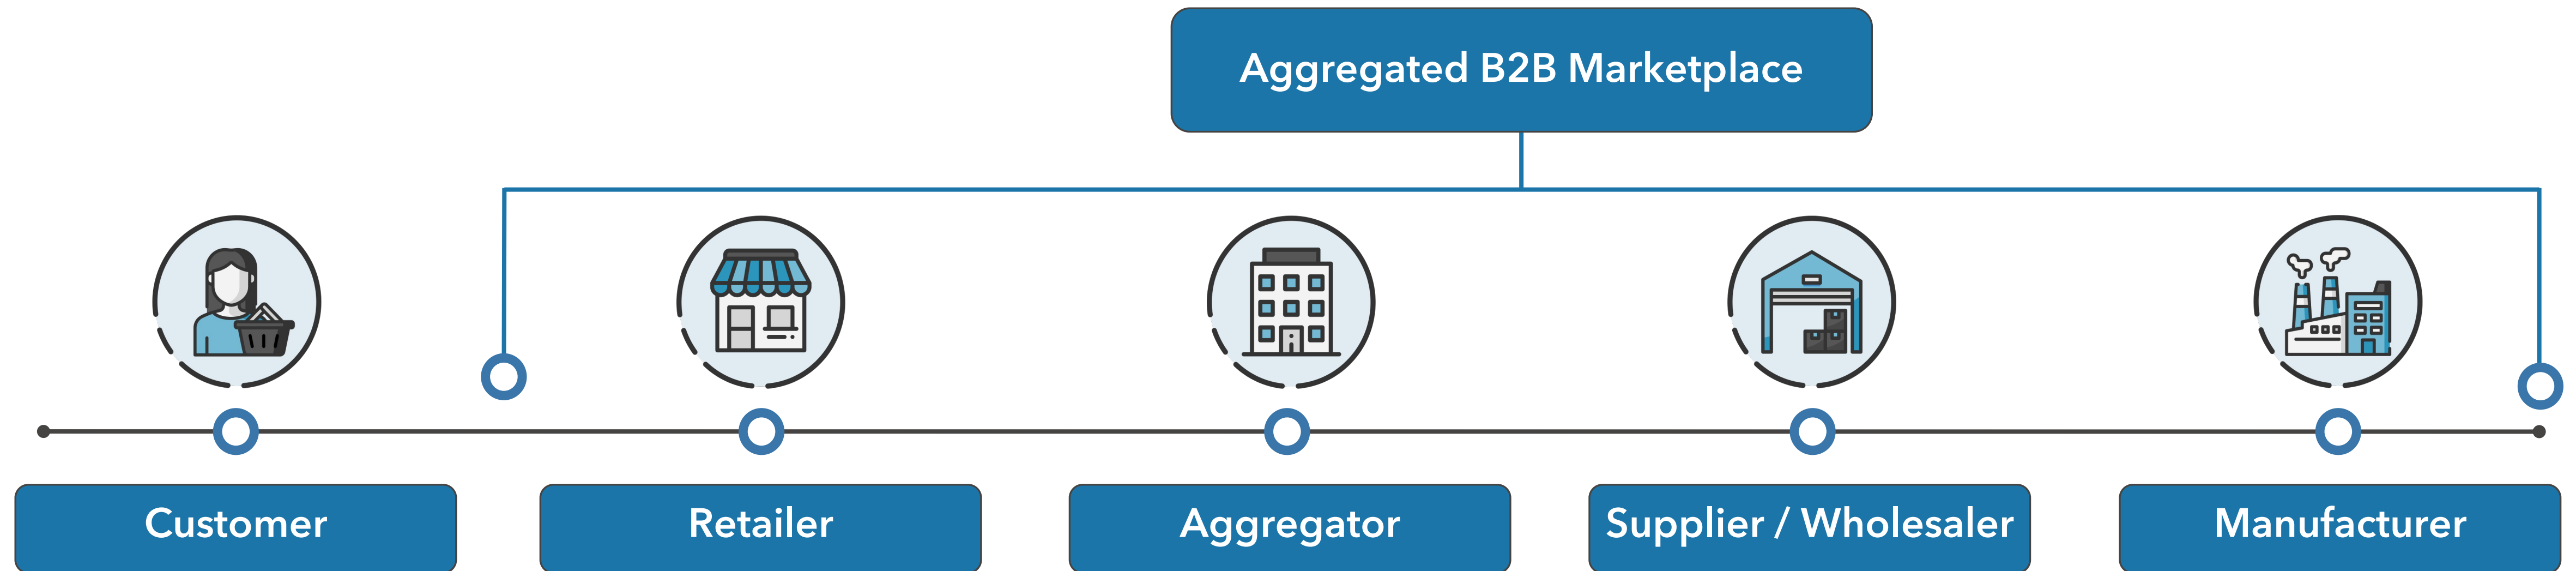 Aggregated B2B Marketplace
Customer
Retailer
Aggregator
Supplier / Wholesaler
Manufacturer